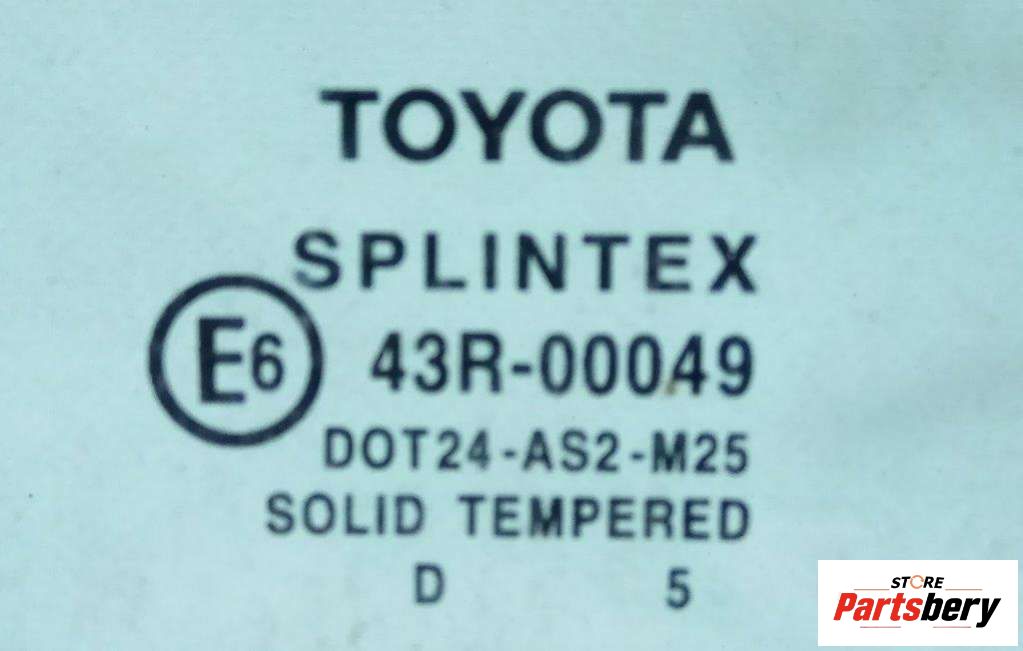 TOYOTA
SPLINTEX
E6 43R-00049
DOT24-AS2-M25
SOLID TEMPERED
D 5
STORE
Partsbery